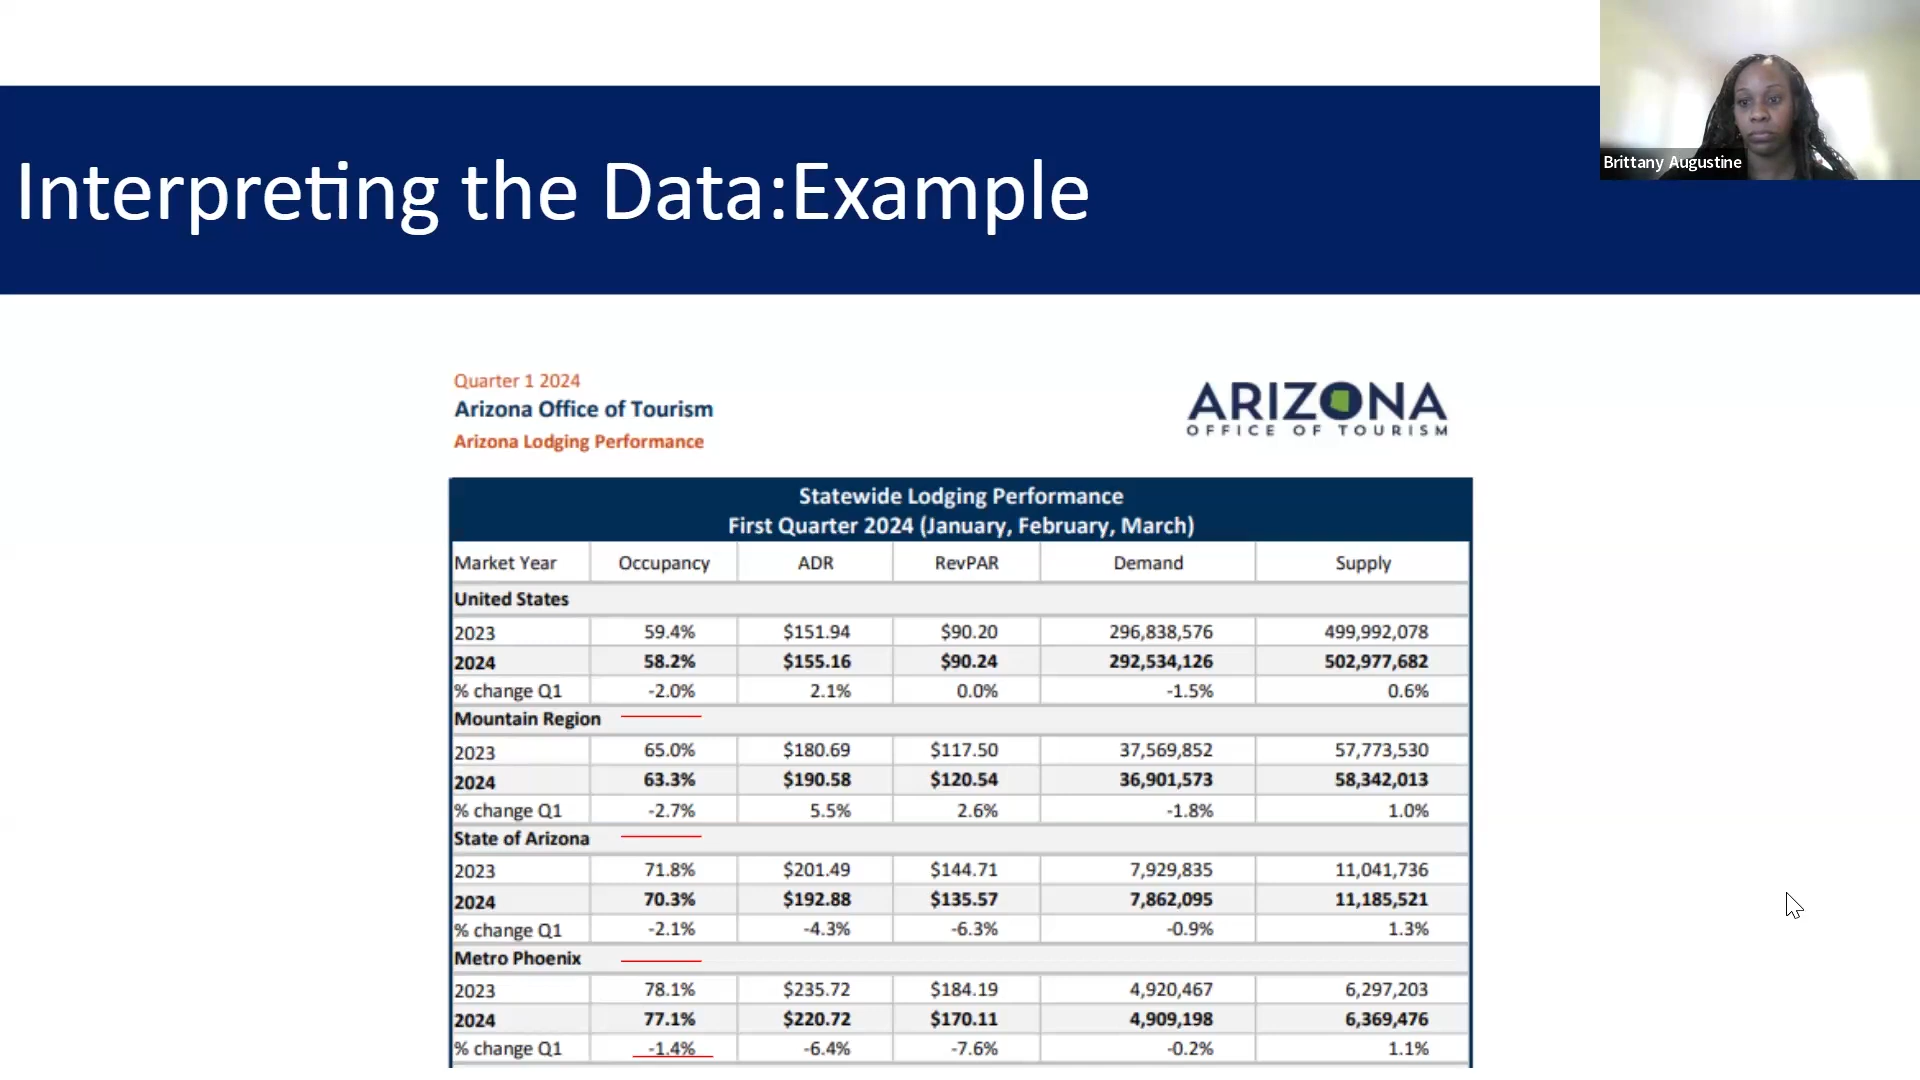 Brittany Augustine
Interpreting the Data:Example
Quarter 1 2024
Arizona Office of Tourism
Arizona Lodging Performance
ARIZONA
OFFICE OF TOURISM
Statewide Lodging Performance
First Quarter 2024 (January, February, March)
Market Year Occupancy ADR RevPAR Demand Supply
United States
2023 59.4% $151.94 $90.20 296,838,576 499,992,078
2024 58.2% $155.16 $90.24 292,534,126 502,977,682
% change Q1 -2.0% 2.1% 0.0% -1.5% 0.6%
Mountain Region
2023 65.0% $180.69 $117.50 37,569,852 57,773,530
2024 63.3% $190.58 $120.54 36,901,573 58,342,013
% change Q1 -2.7% 5.5% 2.6% -1.8% 1.0%
State of Arizona
2023 71.8% $201.49 $144.71 7,929,835 11,041,736
2024 70.3% $192.88 $135.57 7,862,095 11,185,521
% change Q1 -2.1% -4.3% -6.3% -0.9% 1.3%
Metro Phoenix
2023 78.1% $235.72 $184.19 4,920,467 6,297,203
2024 77.1% $220.72 $170.11 4,909,198 6,369,476
% change Q1 -1.4% -6.4% -7.6% -0.2% 1.1%